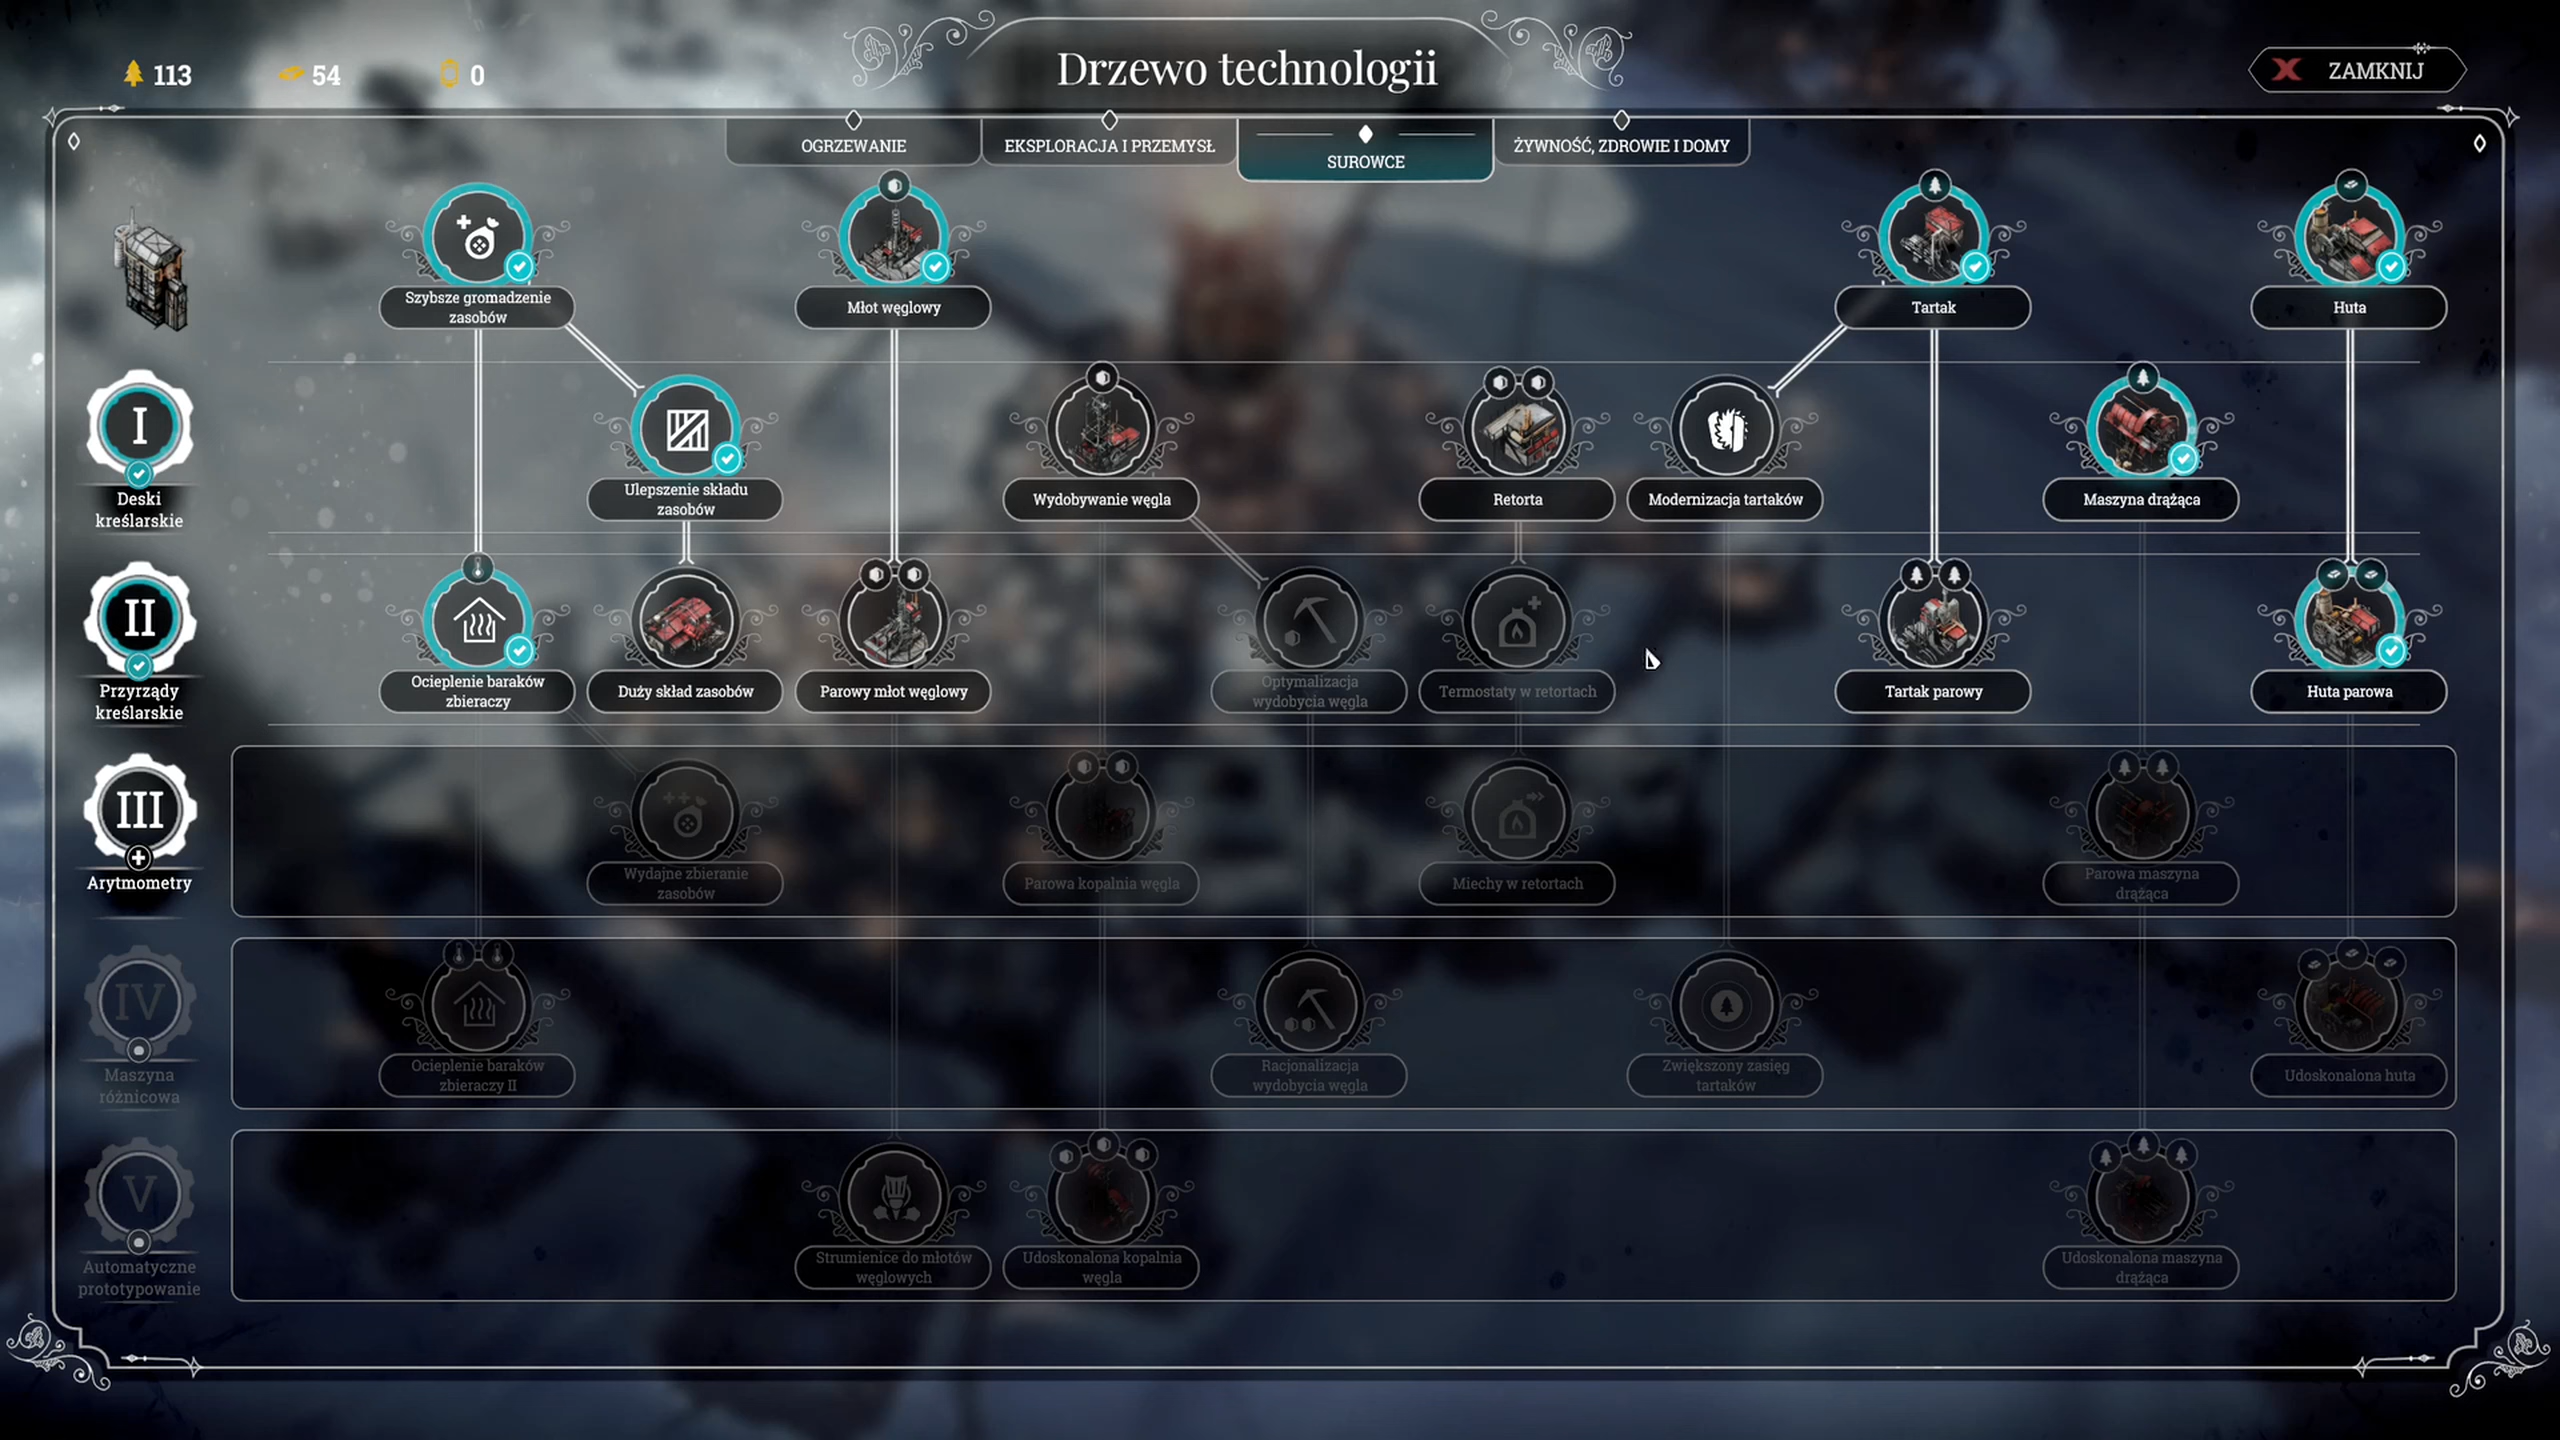 113
54
0
Drzewo technologii
ZAMKNIJ
OGRZEWANIE
EKSPLORACJA I PRZEMYSŁ
SUROWCE
ŻYWNOŚĆ, ZDROWIE I DOMY
Szybsze gromadzenie
zasobów
Młot węglowy
Tartak
Huta
I
Deski
kreślarskie
Ulepszenie składu
zasobów
Wydobywanie węgla
Retorta
Modernizacja tartaków
Maszyna drążąca
II
Przyrządy
kreślarskie
Ocieplenie baraków
zbieraczy
Duży skład zasobów
Parowy młot węglowy
Optymalizacja
wydobycia węgla
Termostaty w retortach
Tartak parowy
Huta parowa
III
Arytmometry
Wydajne zbieranie
zasobów
Parowa kopalnia węgla
Miechy w retortach
Parowa maszyna
drążąca
IV
Maszyna
różnicowa
Ocieplenie baraków
zbieraczy II
Racjonalizacja
wydobycia węgla
Zwiększony zasięg
tartaków
Udoskonalona huta
V
Automatyczne
prototypowanie
Strumienice do młotów
węglowych
Udoskonalona kopalnia
węgla
Udoskonalona maszyna
drążąca